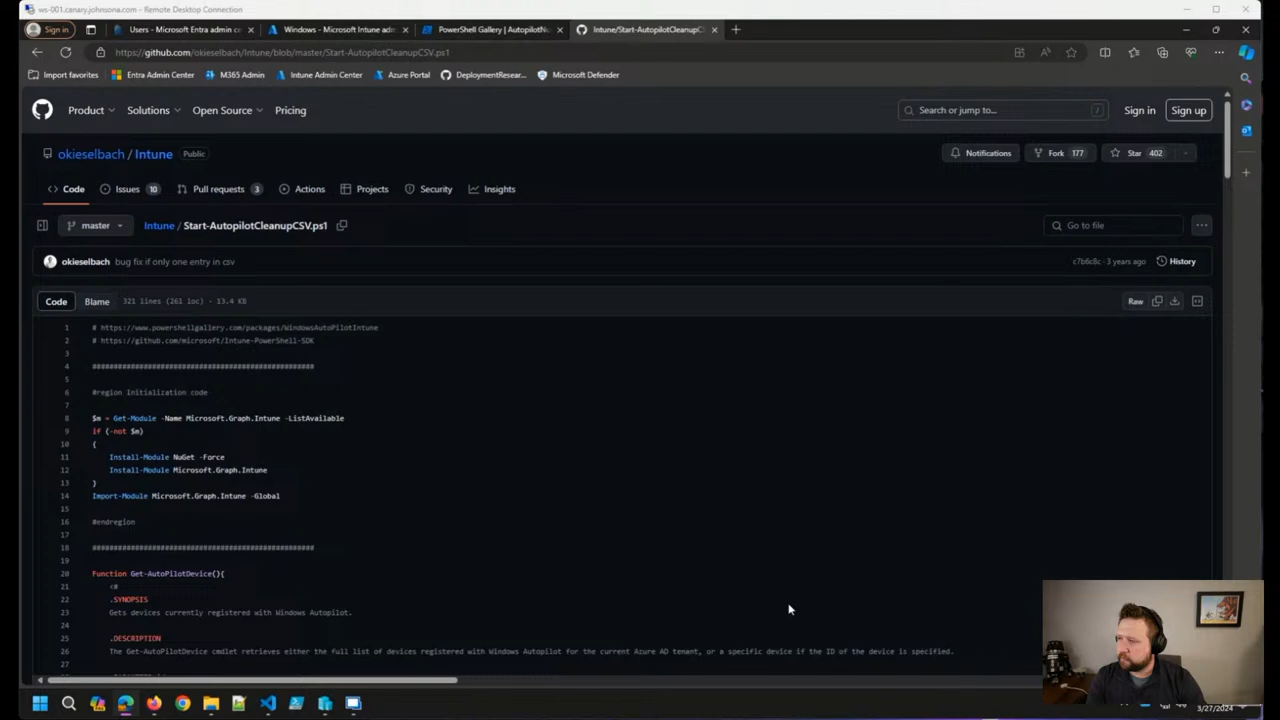 ws-001.canary.johnsona.com - Remote Desktop Connection
Sign in
Users - Microsoft Entra admin ce
Windows - Microsoft Intune adm
PowerShell Gallery | AutopilotNe
Intune/Start-AutopilotCleanupCS
https://github.com/okieselbach/Intune/blob/master/Start-AutopilotCleanupCSV.ps1
Import favorites
Entra Admin Center
M365 Admin
Intune Admin Center
Azure Portal
DeploymentResear...
Microsoft Defender
Product
Solutions
Open Source
Pricing
Search or jump to...
/
Sign in
Sign up
okieselbach / Intune
Public
Notifications
Fork 177
Star 402
Code
Issues 10
Pull requests 3
Actions
Projects
Security
Insights
master
Intune / Start-AutopilotCleanupCSV.ps1
Go to file
okieselbach bug fix if only one entry in csv
c7b6c8c · 3 years ago
History
Code
Blame
321 lines (261 loc) · 13.4 KB
Raw
1 # https://www.powershellgallery.com/packages/WindowsAutoPilotIntune
2 # https://github.com/microsoft/Intune-PowerShell-SDK
3
4 ####################################################
5
6 #region Initialization code
7
8 $m = Get-Module -Name Microsoft.Graph.Intune -ListAvailable
9 if (-not $m)
10 {
11 Install-Module NuGet -Force
12 Install-Module Microsoft.Graph.Intune
13 }
14 Import-Module Microsoft.Graph.Intune -Global
15
16 #endregion
17
18 ####################################################
19
20 Function Get-AutoPilotDevice(){
21 <#
22 .SYNOPSIS
23 Gets devices currently registered with Windows Autopilot.
24
25 .DESCRIPTION
26 The Get-AutoPilotDevice cmdlet retrieves either the full list of devices registered with Windows Autopilot for the current Azure AD tenant, or a specific device if the ID of the device is specified.
27
3/27/2024